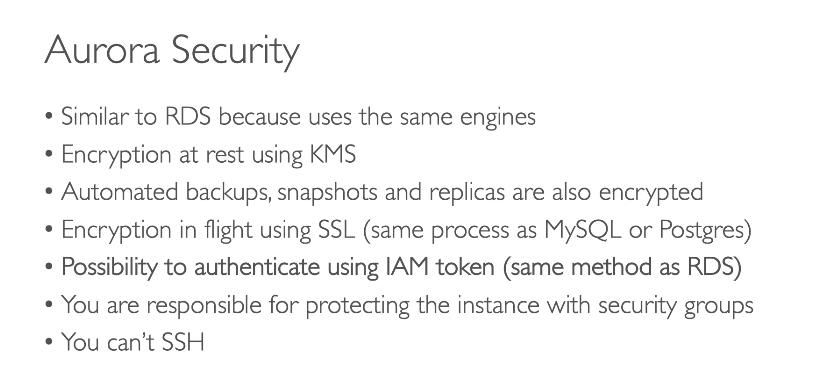 Aurora Security
• Similar to RDS because uses the same engines
• Encryption at rest using KMS
• Automated backups, snapshots and replicas are also encrypted
• Encryption in flight using SSL (same process as MySQL or Postgres)
• Possibility to authenticate using IAM token (same method as RDS)
• You are responsible for protecting the instance with security groups
• You can’t SSH